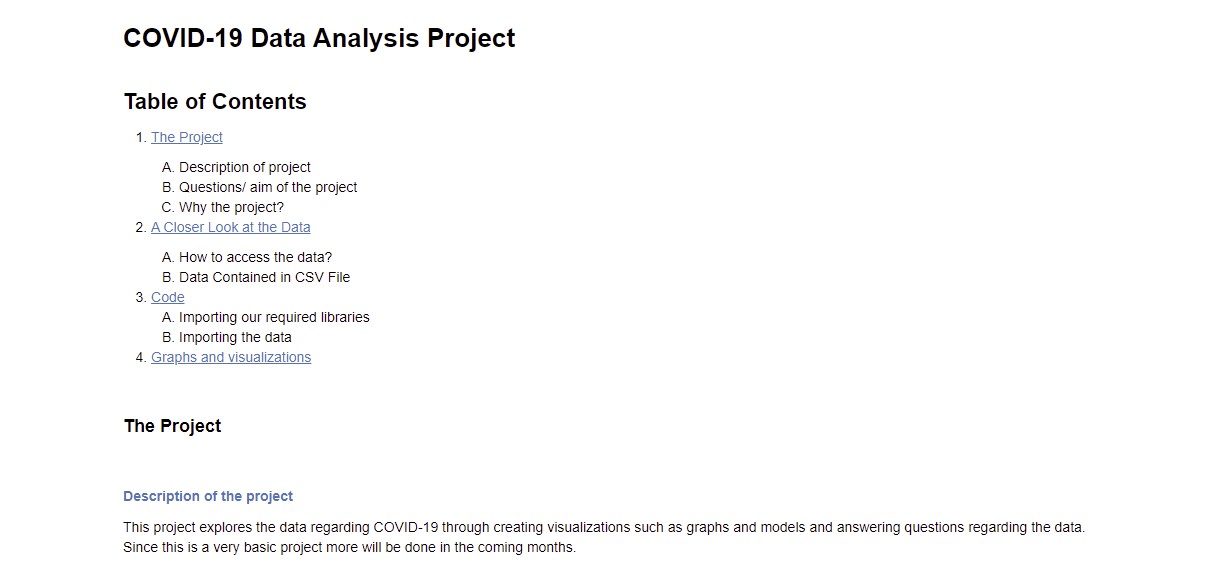 COVID-19 Data Analysis Project
Table of Contents
1. The Project
A. Description of project
B. Questions/ aim of the project
C. Why the project?
2. A Closer Look at the Data
A. How to access the data?
B. Data Contained in CSV File
3. Code
A. Importing our required libraries
B. Importing the data
4. Graphs and visualizations
The Project
Description of the project
This project explores the data regarding COVID-19 through creating visualizations such as graphs and models and answering questions regarding the data.
Since this is a very basic project more will be done in the coming months.